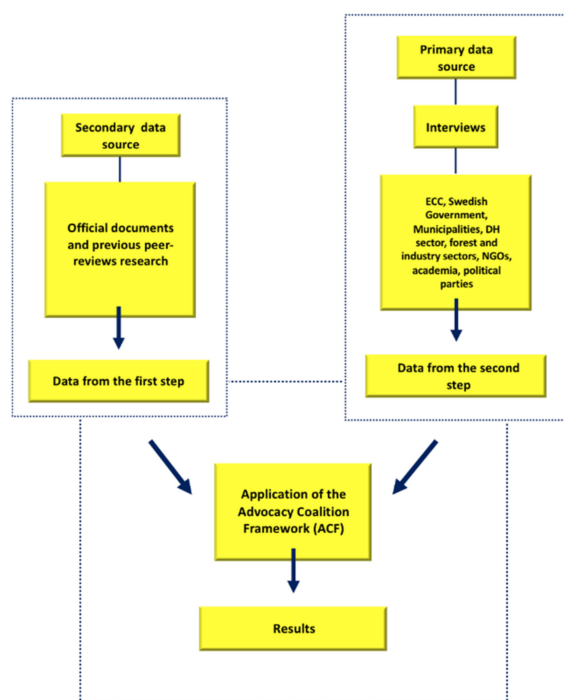 Primary data
source
Interviews
ECC, Swedish
Government,
Municipalities, DH
sector, forest and
industry sectors, NGOs,
academia, political
parties
Data from the second
step
Secondary data
source
Official documents
and previous peer-
reviews research
Data from the first step
Application of the
Advocacy Coalition
Framework (ACF)
Results